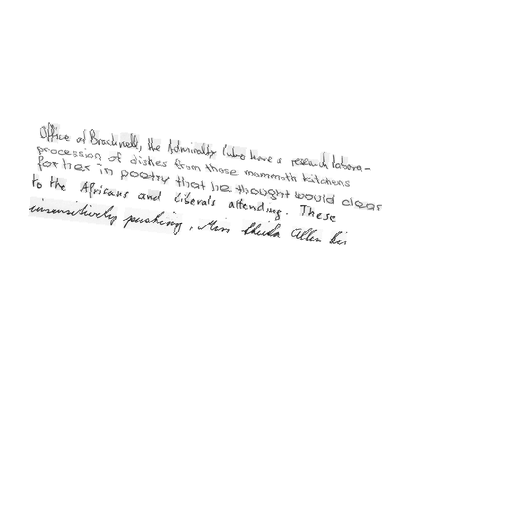 Office at Bracknell, the Admiralty (who have a research labora-
procession of dishes from those mammoth kitchens
for her in poetry that he thought would clear
to the Africans and Liberals attending. These
insensitively pushing, Miss Sheila Allen his